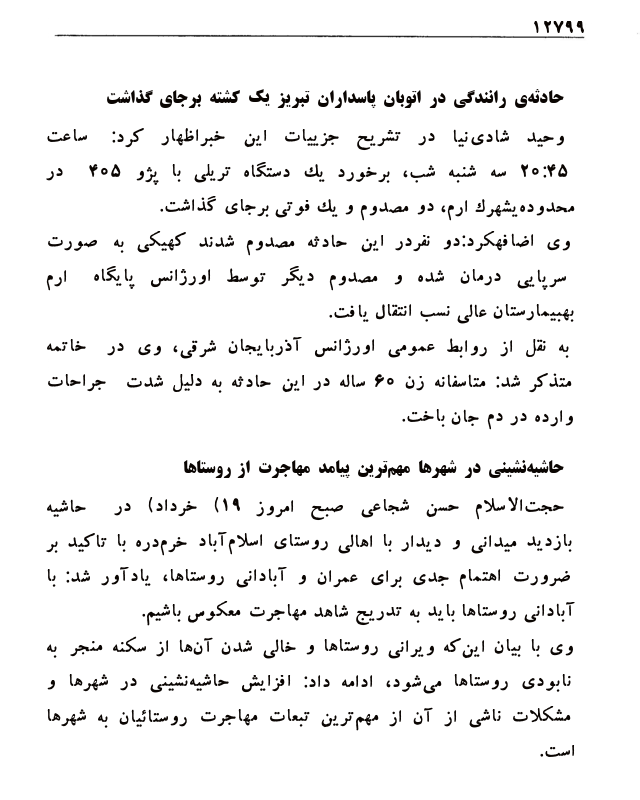 ۱۲۷۹۹
حادثه‌ی رانندگی در اتوبان پاسداران تبریز یک کشته برجای گذاشت
وحید شادی‌نیا در تشریح جزییات این خبراظهار کرد: ساعت
۲۰:۴۵ سه شنبه شب، برخورد یك دستگاه تریلی با پژو ۴۰۵ در
محدوده‌یشهرك ارم، دو مصدوم و یك فوتی برجای گذاشت.
وی اضافهکرد:دو نفردر این حادثه مصدوم شدند کهیکی به صورت
سرپایی درمان شده و مصدوم دیگر توسط اورژانس پایگاه ارم
بهبیمارستان عالی نسب انتقال یافت.
به نقل از روابط عمومی اورژانس آذربایجان شرقی، وی در خاتمه
متذکر شد: متاسفانه زن ۶۰ ساله در این حادثه به دلیل شدت جراحات
وارده در دم جان باخت.
حاشیه‌نشینی در شهرها مهم‌ترین پیامد مهاجرت از روستاها
حجت‌الاسلام حسن شجاعی صبح امروز ۱۹) خرداد) در حاشیه
بازدید میدانی و دیدار با اهالی روستای اسلام‌آباد خرم‌دره با تاکید بر
ضرورت اهتمام جدی برای عمران و آبادانی روستاها، یادآور شد: با
آبادانی روستاها باید به تدریج شاهد مهاجرت معکوس باشیم.
وی با بیان این‌که ویرانی روستاها و خالی شدن آن‌ها از سکنه منجر به
نابودی روستاها می‌شود، ادامه داد: افزایش حاشیه‌نشینی در شهرها و
مشکلات ناشی از آن از مهم‌ترین تبعات مهاجرت روستائیان به شهرها
است.